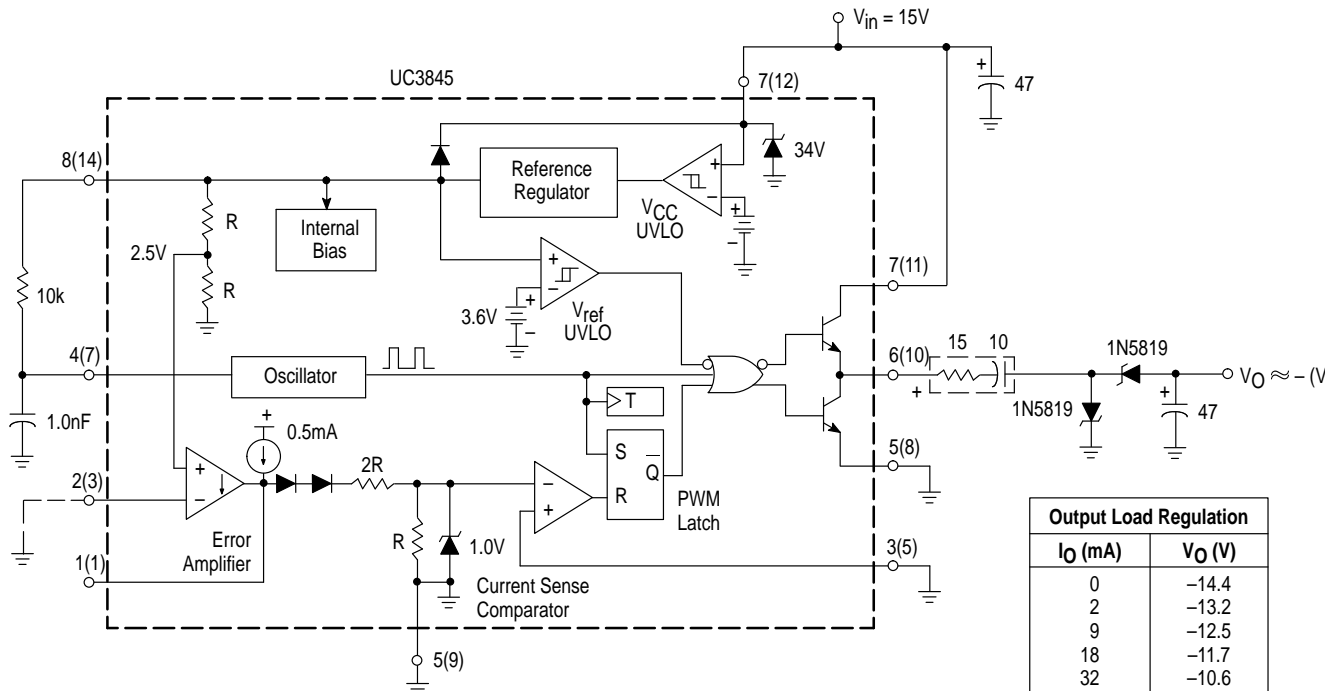 V_in = 15V
UC3845
7(12)
+
47
34V
8(14)
R
2.5V
R
Internal
Bias
Reference
Regulator
+
–
V_CC
UVLO
+
–
7(11)
10k
+
–
3.6V
+
–
V_ref
UVLO
4(7)
Oscillator
T
6(10)
15
10
+
1N5819
1N5819
V_O ≈ – (V
+
47
1.0nF
+
0.5mA
S
Q
R
PWM
Latch
5(8)
2(3)
+
–
Error
Amplifier
2R
R
1.0V
–
+
Current Sense
Comparator
1(1)
3(5)
5(9)
Output Load Regulation
I_O (mA) V_O (V)
0 –14.4
2 –13.2
9 –12.5
18 –11.7
32 –10.6